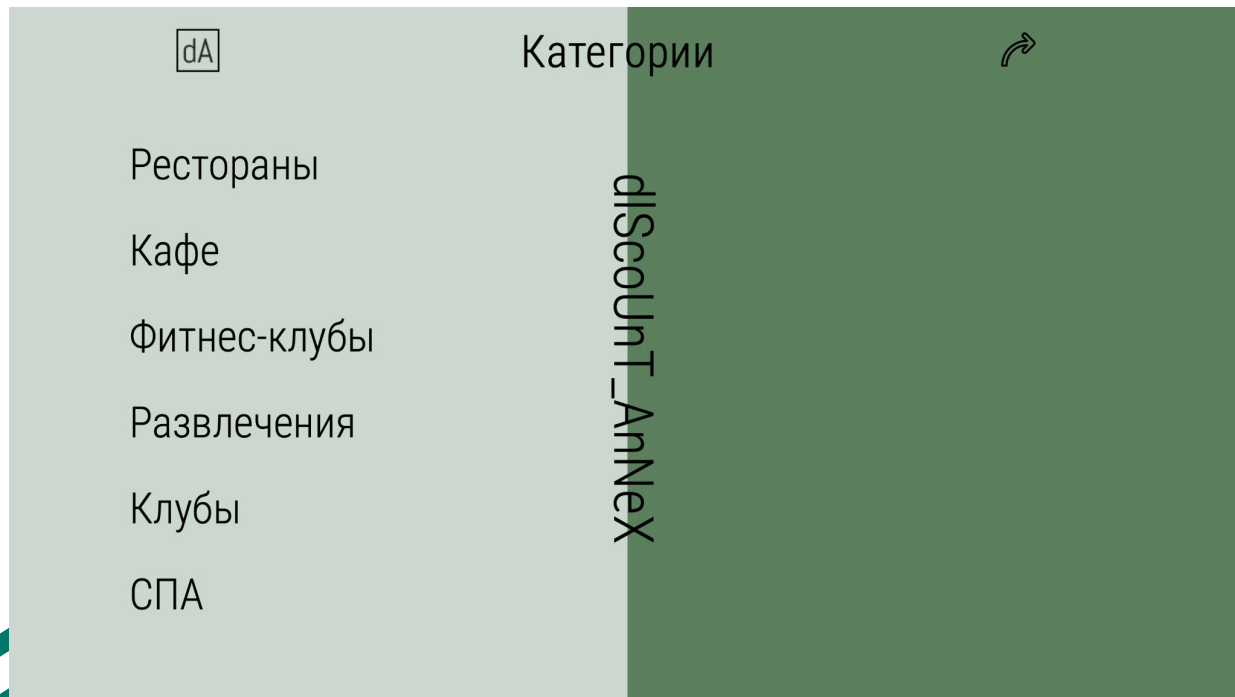 dA
Категории
Рестораны
Кафе
Фитнес-клубы
Развлечения
Клубы
СПА
dIScoUnT_AnNeX